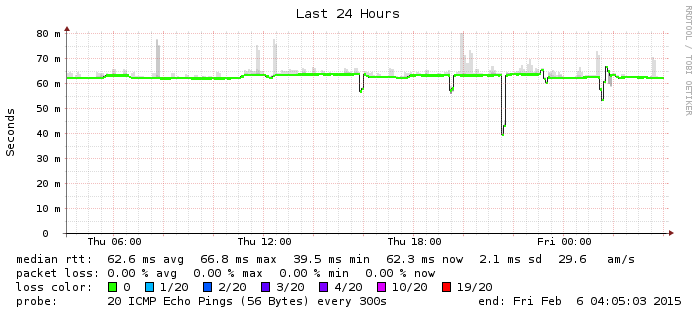 Last 24 Hours
RRDTOOL / TOBI OETIKER
Seconds
80 m
70 m
60 m
50 m
40 m
30 m
20 m
10 m
0
Thu 06:00 Thu 12:00 Thu 18:00 Fri 00:00
median rtt: 62.6 ms avg 66.8 ms max 39.5 ms min 62.3 ms now 2.1 ms sd 29.6 am/s
packet loss: 0.00 % avg 0.00 % max 0.00 % min 0.00 % now
loss color: 0 1/20 2/20 3/20 4/20 10/20 19/20
probe: 20 ICMP Echo Pings (56 Bytes) every 300s end: Fri Feb 6 04:05:03 2015